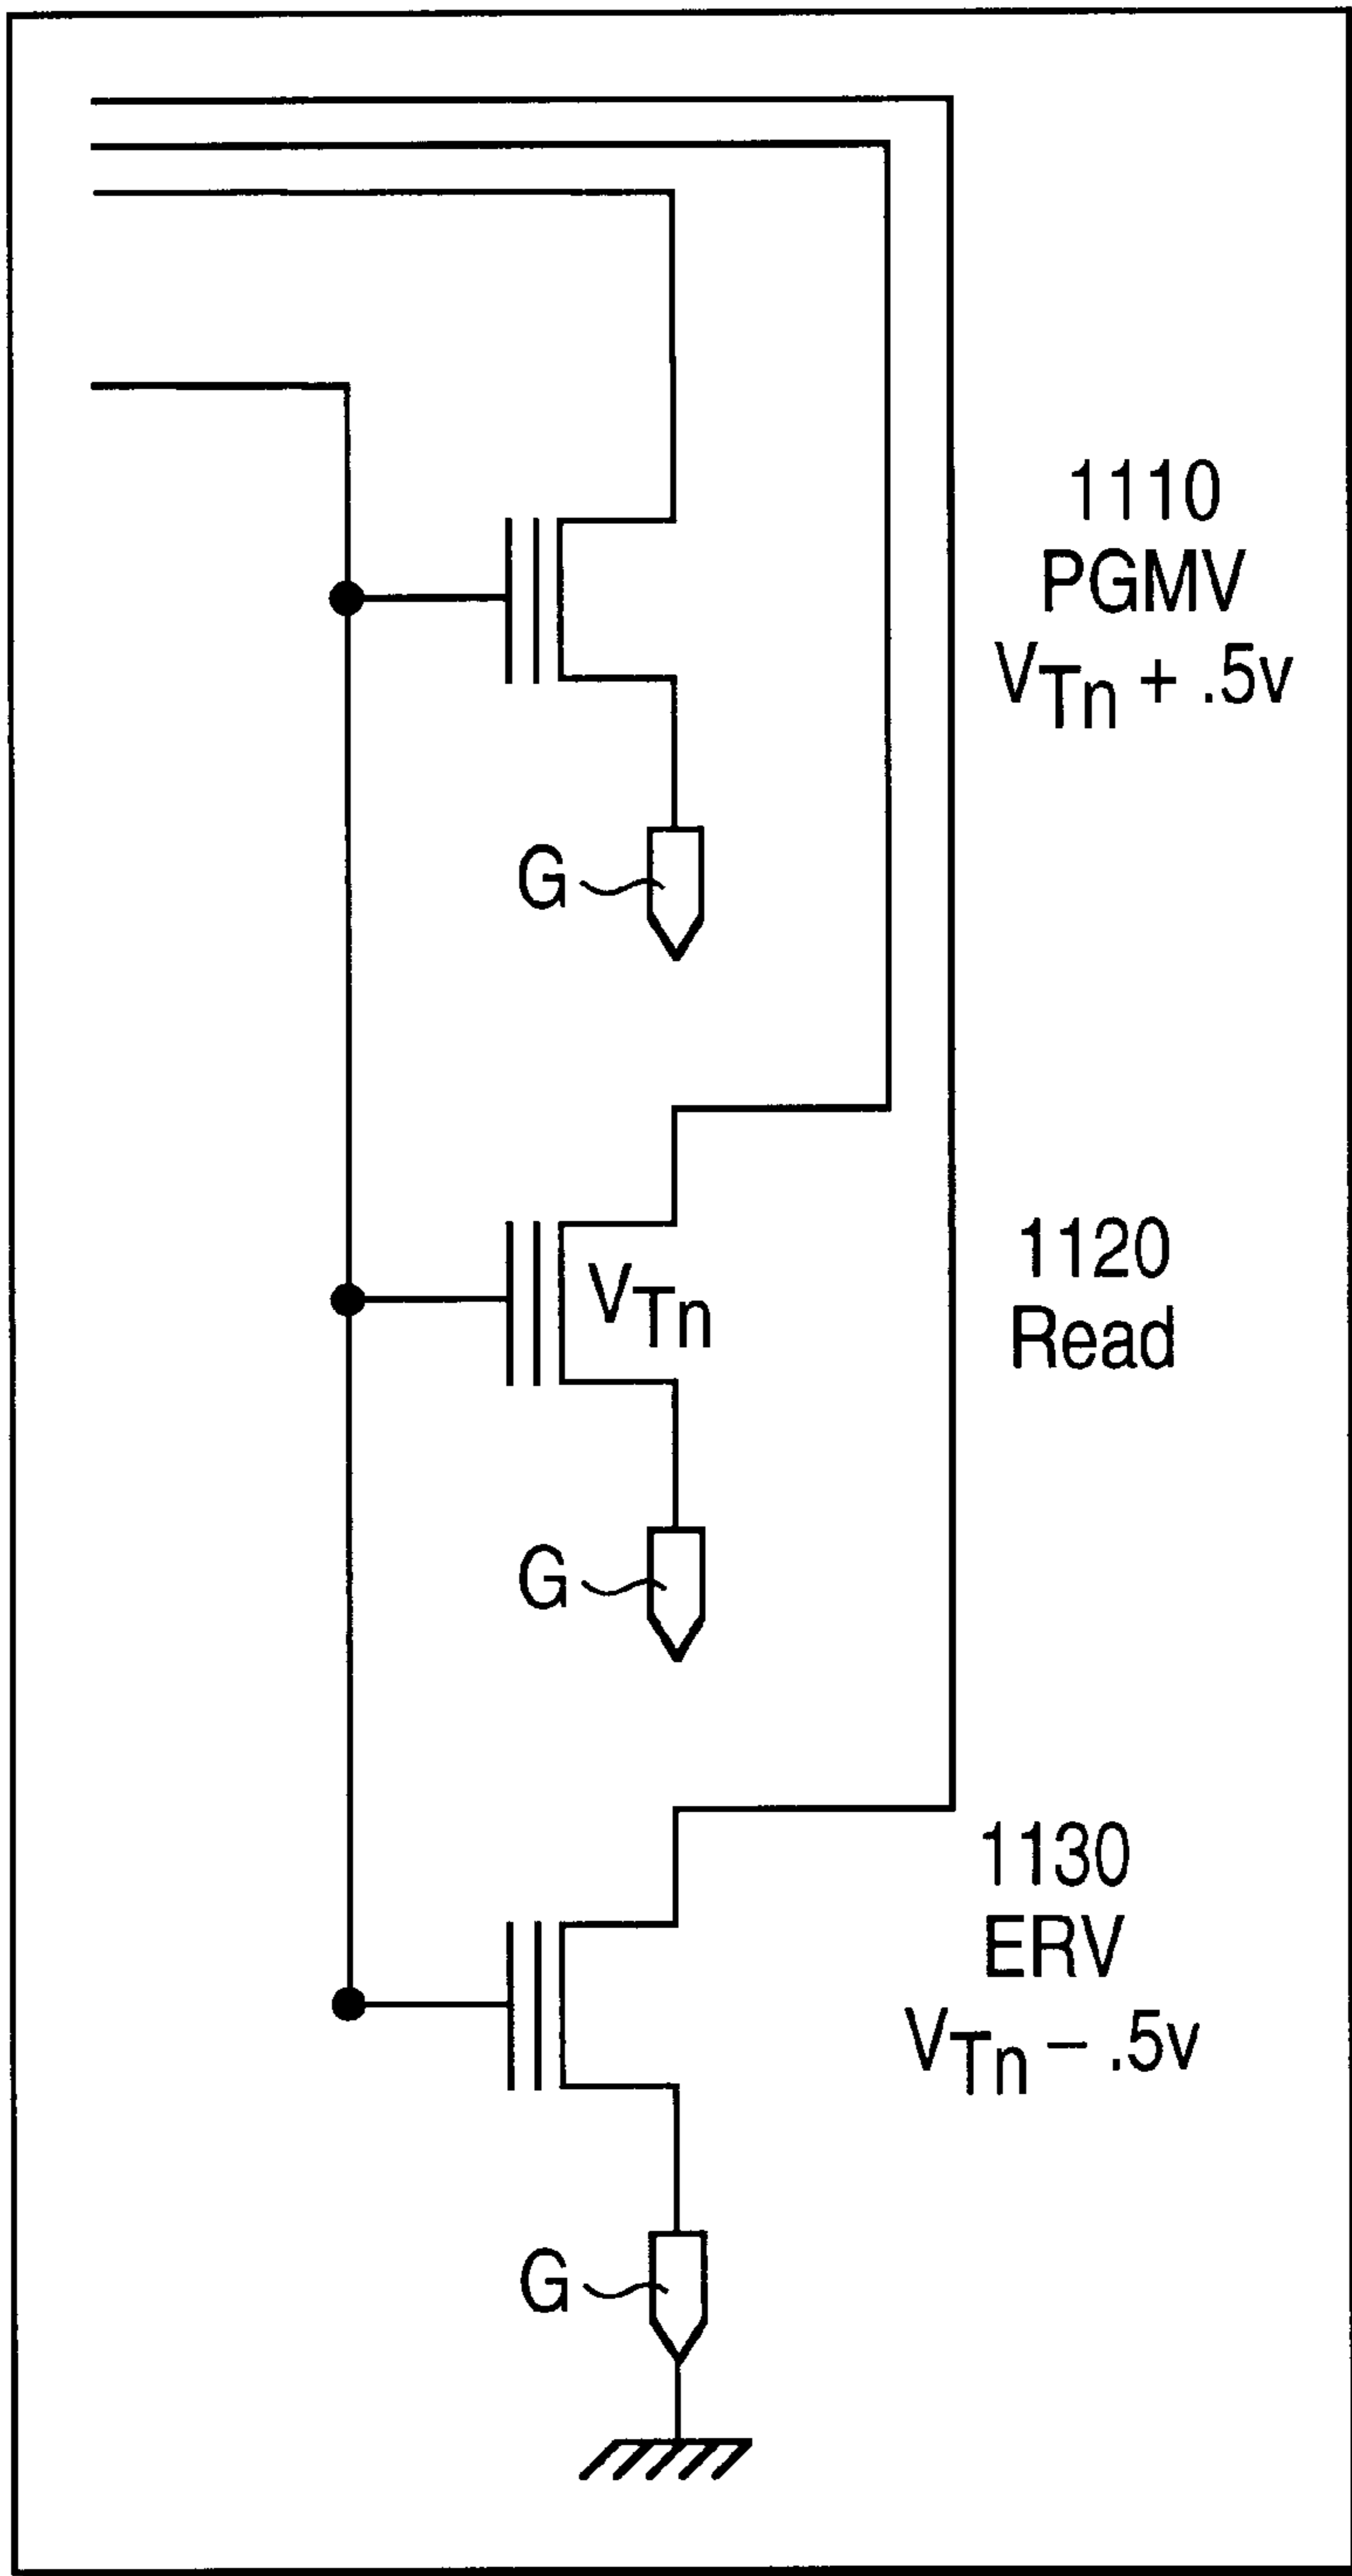 1110
PGMV
VTn + .5v
G
VTn
1120
Read
G
1130
ERV
VTn – .5v
G